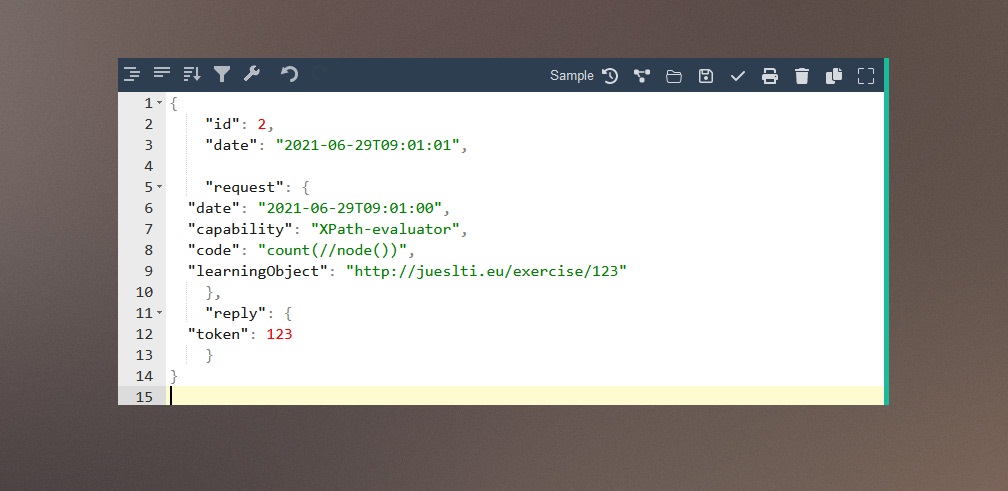 Sample
1 {
2 "id": 2,
3 "date": "2021-06-29T09:01:01",
4
5 "request": {
6 "date": "2021-06-29T09:01:00",
7 "capability": "XPath-evaluator",
8 "code": "count(//node())",
9 "learningObject": "http://jueslti.eu/exercise/123"
10 },
11 "reply": {
12 "token": 123
13 }
14 }
15